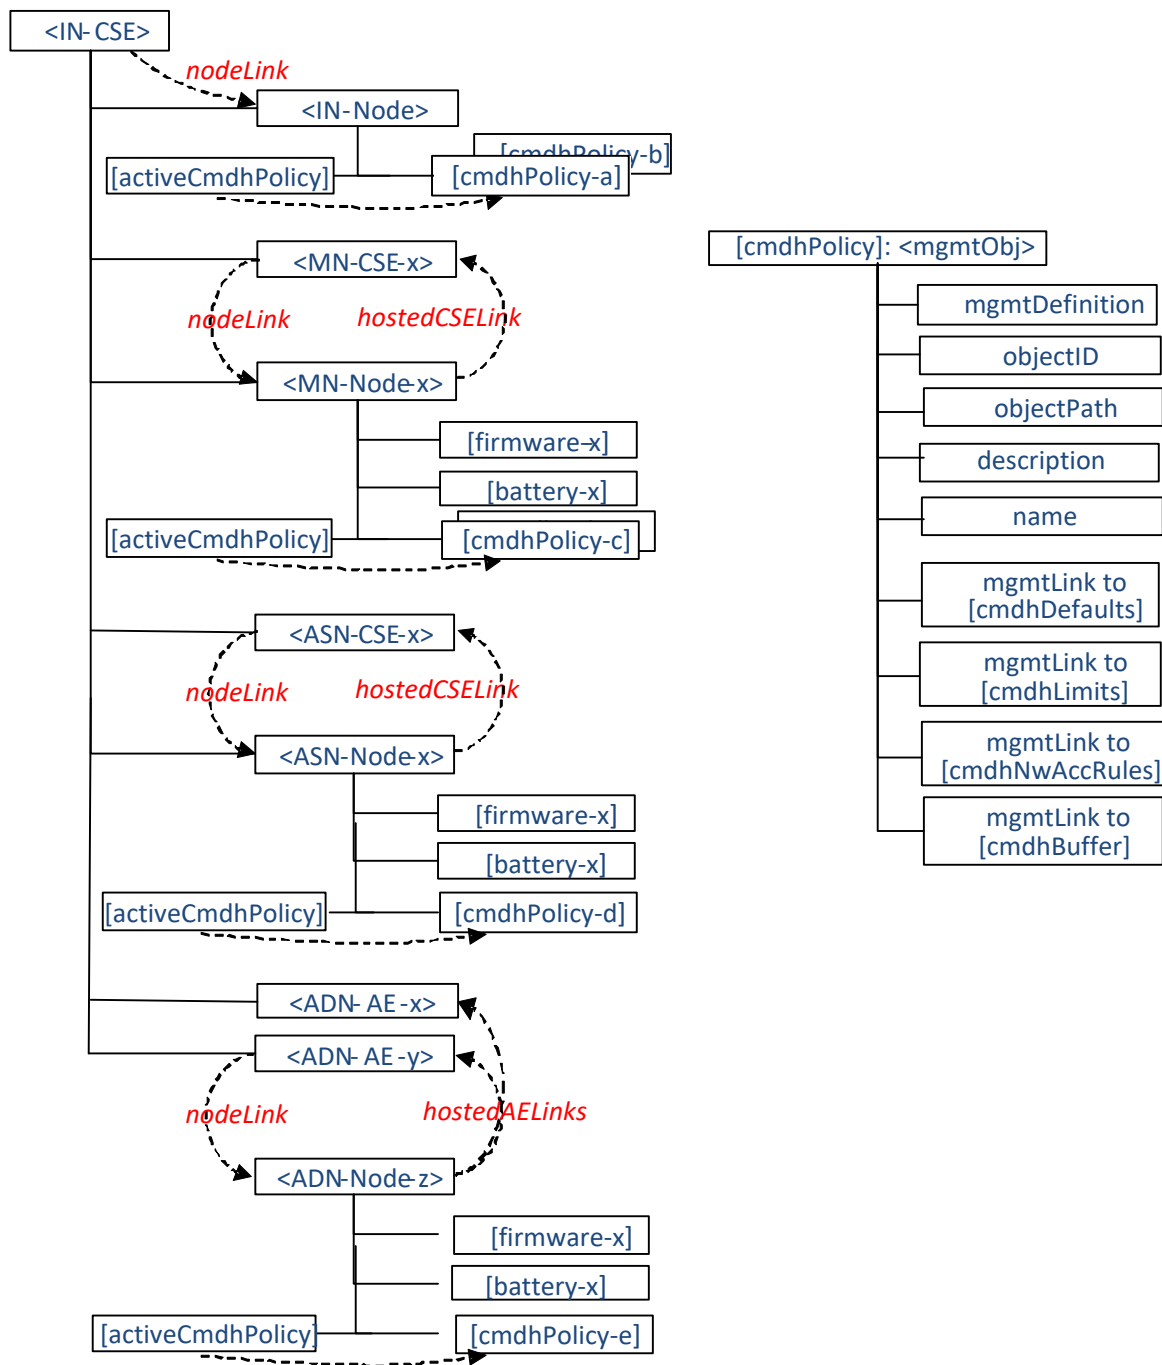 <IN-CSE>
nodeLink
<IN-Node>
[cmdhPolicy-b]
[activeCmdhPolicy]
[cmdhPolicy-a]
<MN-CSE-x>
nodeLink
hostedCSELink
<MN-Node-x>
[firmware-x]
[battery-x]
[activeCmdhPolicy]
[cmdhPolicy-c]
<ASN-CSE-x>
nodeLink
hostedCSELink
<ASN-Node-x>
[firmware-x]
[battery-x]
[activeCmdhPolicy]
[cmdhPolicy-d]
<ADN-AE-x>
<ADN-AE-y>
nodeLink
hostedAELinks
<ADN-Node-z>
[firmware-x]
[battery-x]
[activeCmdhPolicy]
[cmdhPolicy-e]
[cmdhPolicy]: <mgmtObj>
mgmtDefinition
objectID
objectPath
description
name
mgmtLink to
[cmdhDefaults]
mgmtLink to
[cmdhLimits]
mgmtLink to
[cmdhNwAccRules]
mgmtLink to
[cmdhBuffer]